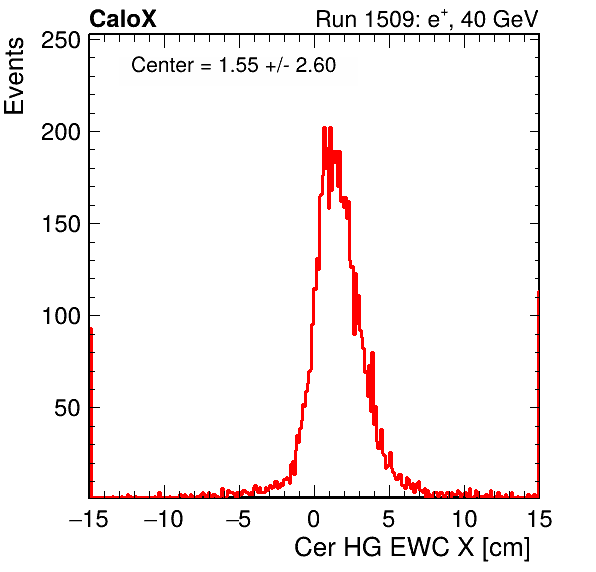 CaloX Run 1509: e⁺, 40 GeV
Events
Center = 1.55 +/- 2.60
250
200
150
100
50
−15 −10 −5 0 5 10 15
Cer HG EWC X [cm]